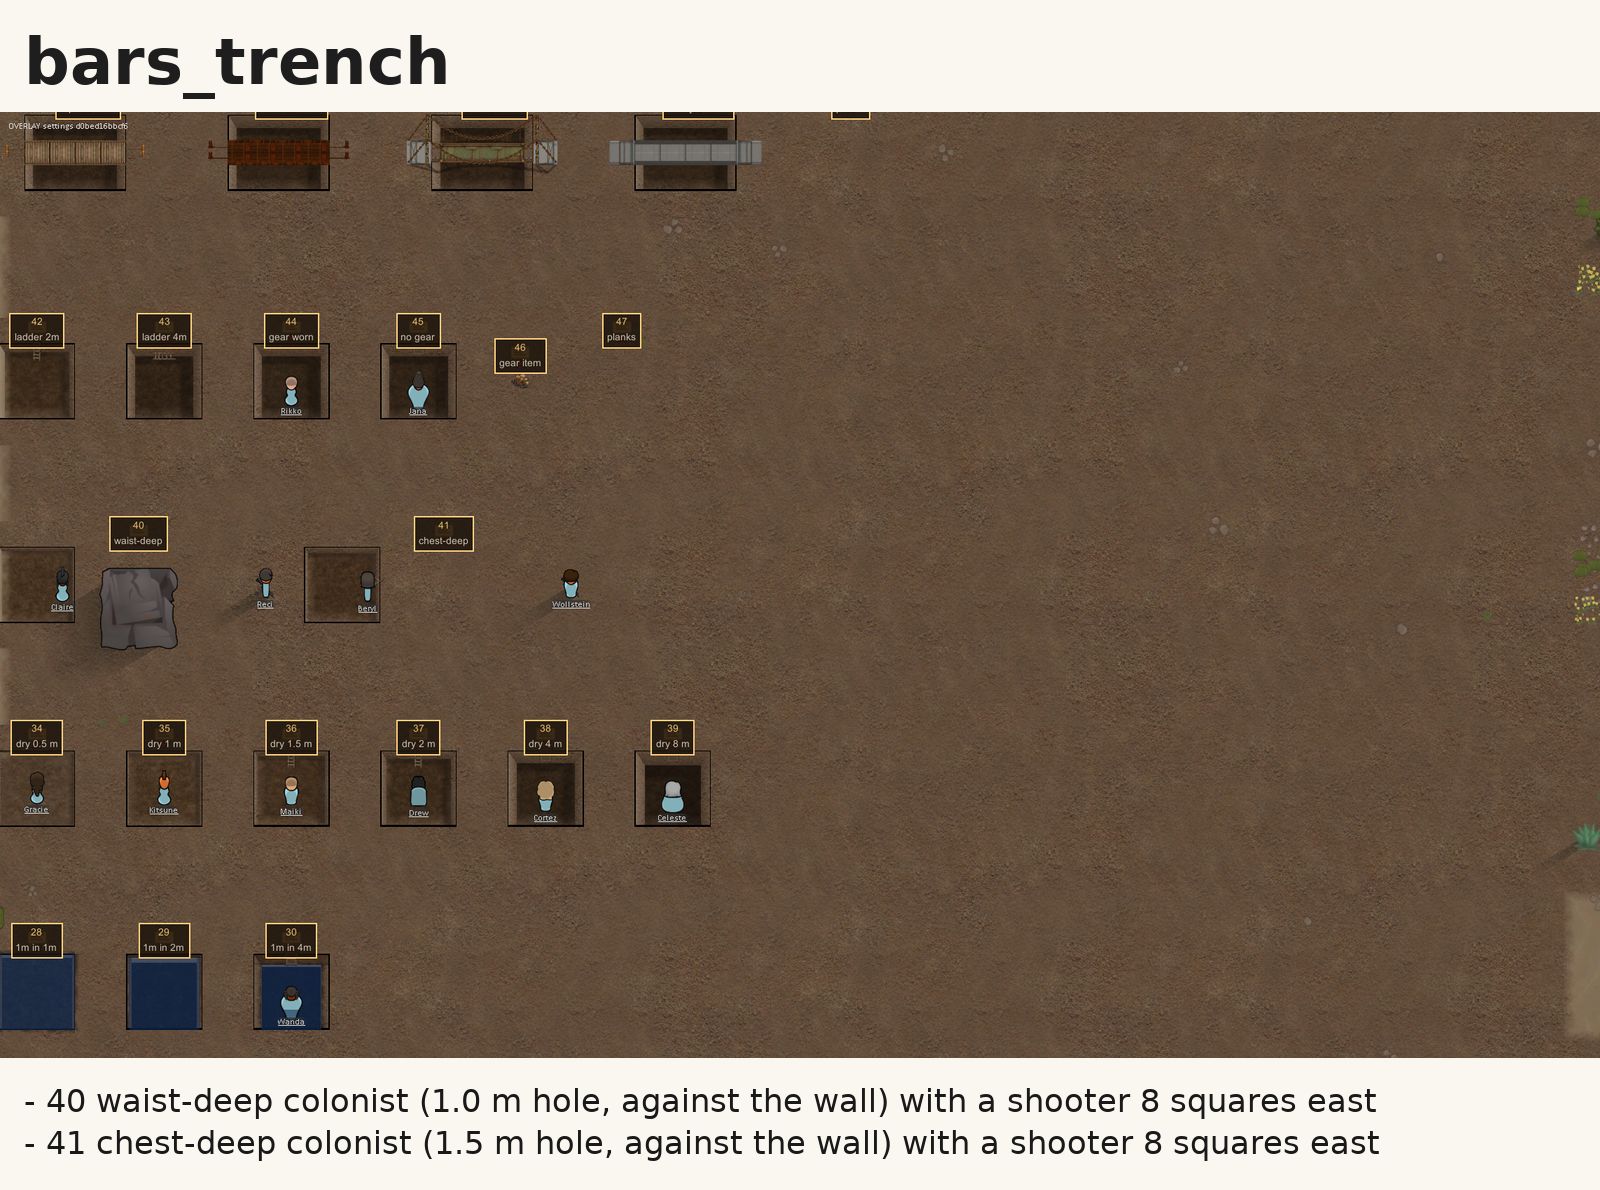 bars_trench
OVERLAY settings d0bed16bbcf6
42
ladder 2m
43
ladder 4m
44
gear worn
45
no gear
46
gear item
47
planks
Rikko
Jana
40
waist-deep
41
chest-deep
Claire
Reci
Beryl
Wollstein
34
dry 0.5 m
35
dry 1 m
36
dry 1.5 m
37
dry 2 m
38
dry 4 m
39
dry 8 m
Gracie
Kitsune
Maiki
Drew
Cortez
Celeste
28
1m in 1m
29
1m in 2m
30
1m in 4m
Wanda
- 40 waist-deep colonist (1.0 m hole, against the wall) with a shooter 8 squares east
- 41 chest-deep colonist (1.5 m hole, against the wall) with a shooter 8 squares east